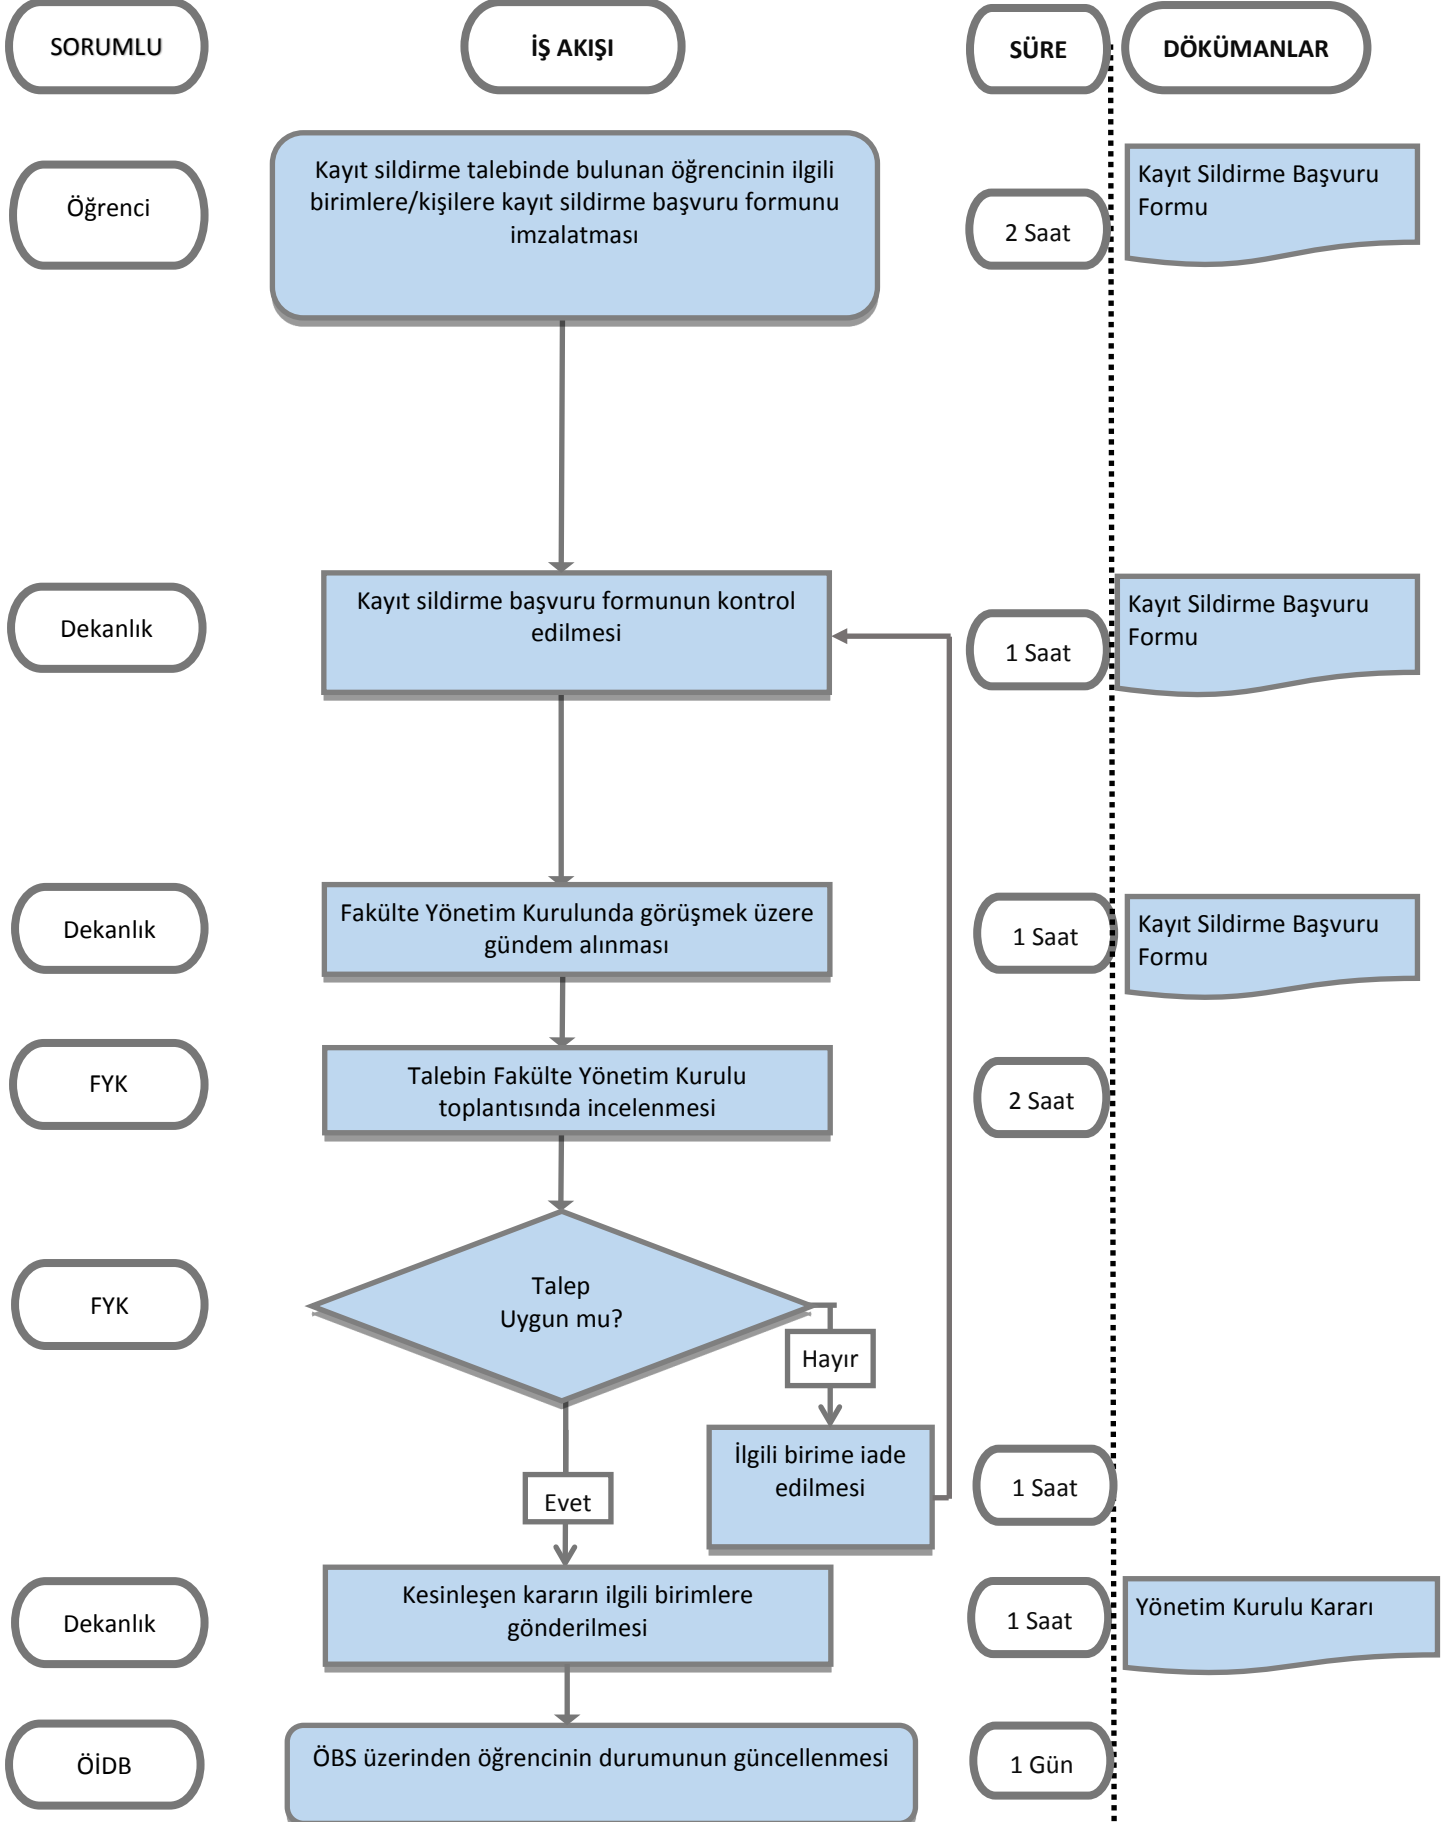 SORUMLU
İŞ AKIŞI
SÜRE
DÖKÜMANLAR
Öğrenci
Kayıt sildirme talebinde bulunan öğrencinin ilgili
birimlere/kişilere kayıt sildirme başvuru formunu
imzalatması
2 Saat
Kayıt Sildirme Başvuru
Formu
Dekanlık
Kayıt sildirme başvuru formunun kontrol
edilmesi
1 Saat
Kayıt Sildirme Başvuru
Formu
Dekanlık
Fakülte Yönetim Kurulunda görüşmek üzere
gündem alınması
1 Saat
Kayıt Sildirme Başvuru
Formu
FYK
Talebin Fakülte Yönetim Kurulu
toplantısında incelenmesi
2 Saat
FYK
Talep
Uygun mu?
Hayır
İlgili birime iade
edilmesi
1 Saat
Evet
Dekanlık
Kesinleşen kararın ilgili birimlere
gönderilmesi
1 Saat
Yönetim Kurulu Kararı
ÖİDB
ÖBS üzerinden öğrencinin durumunun güncellenmesi
1 Gün